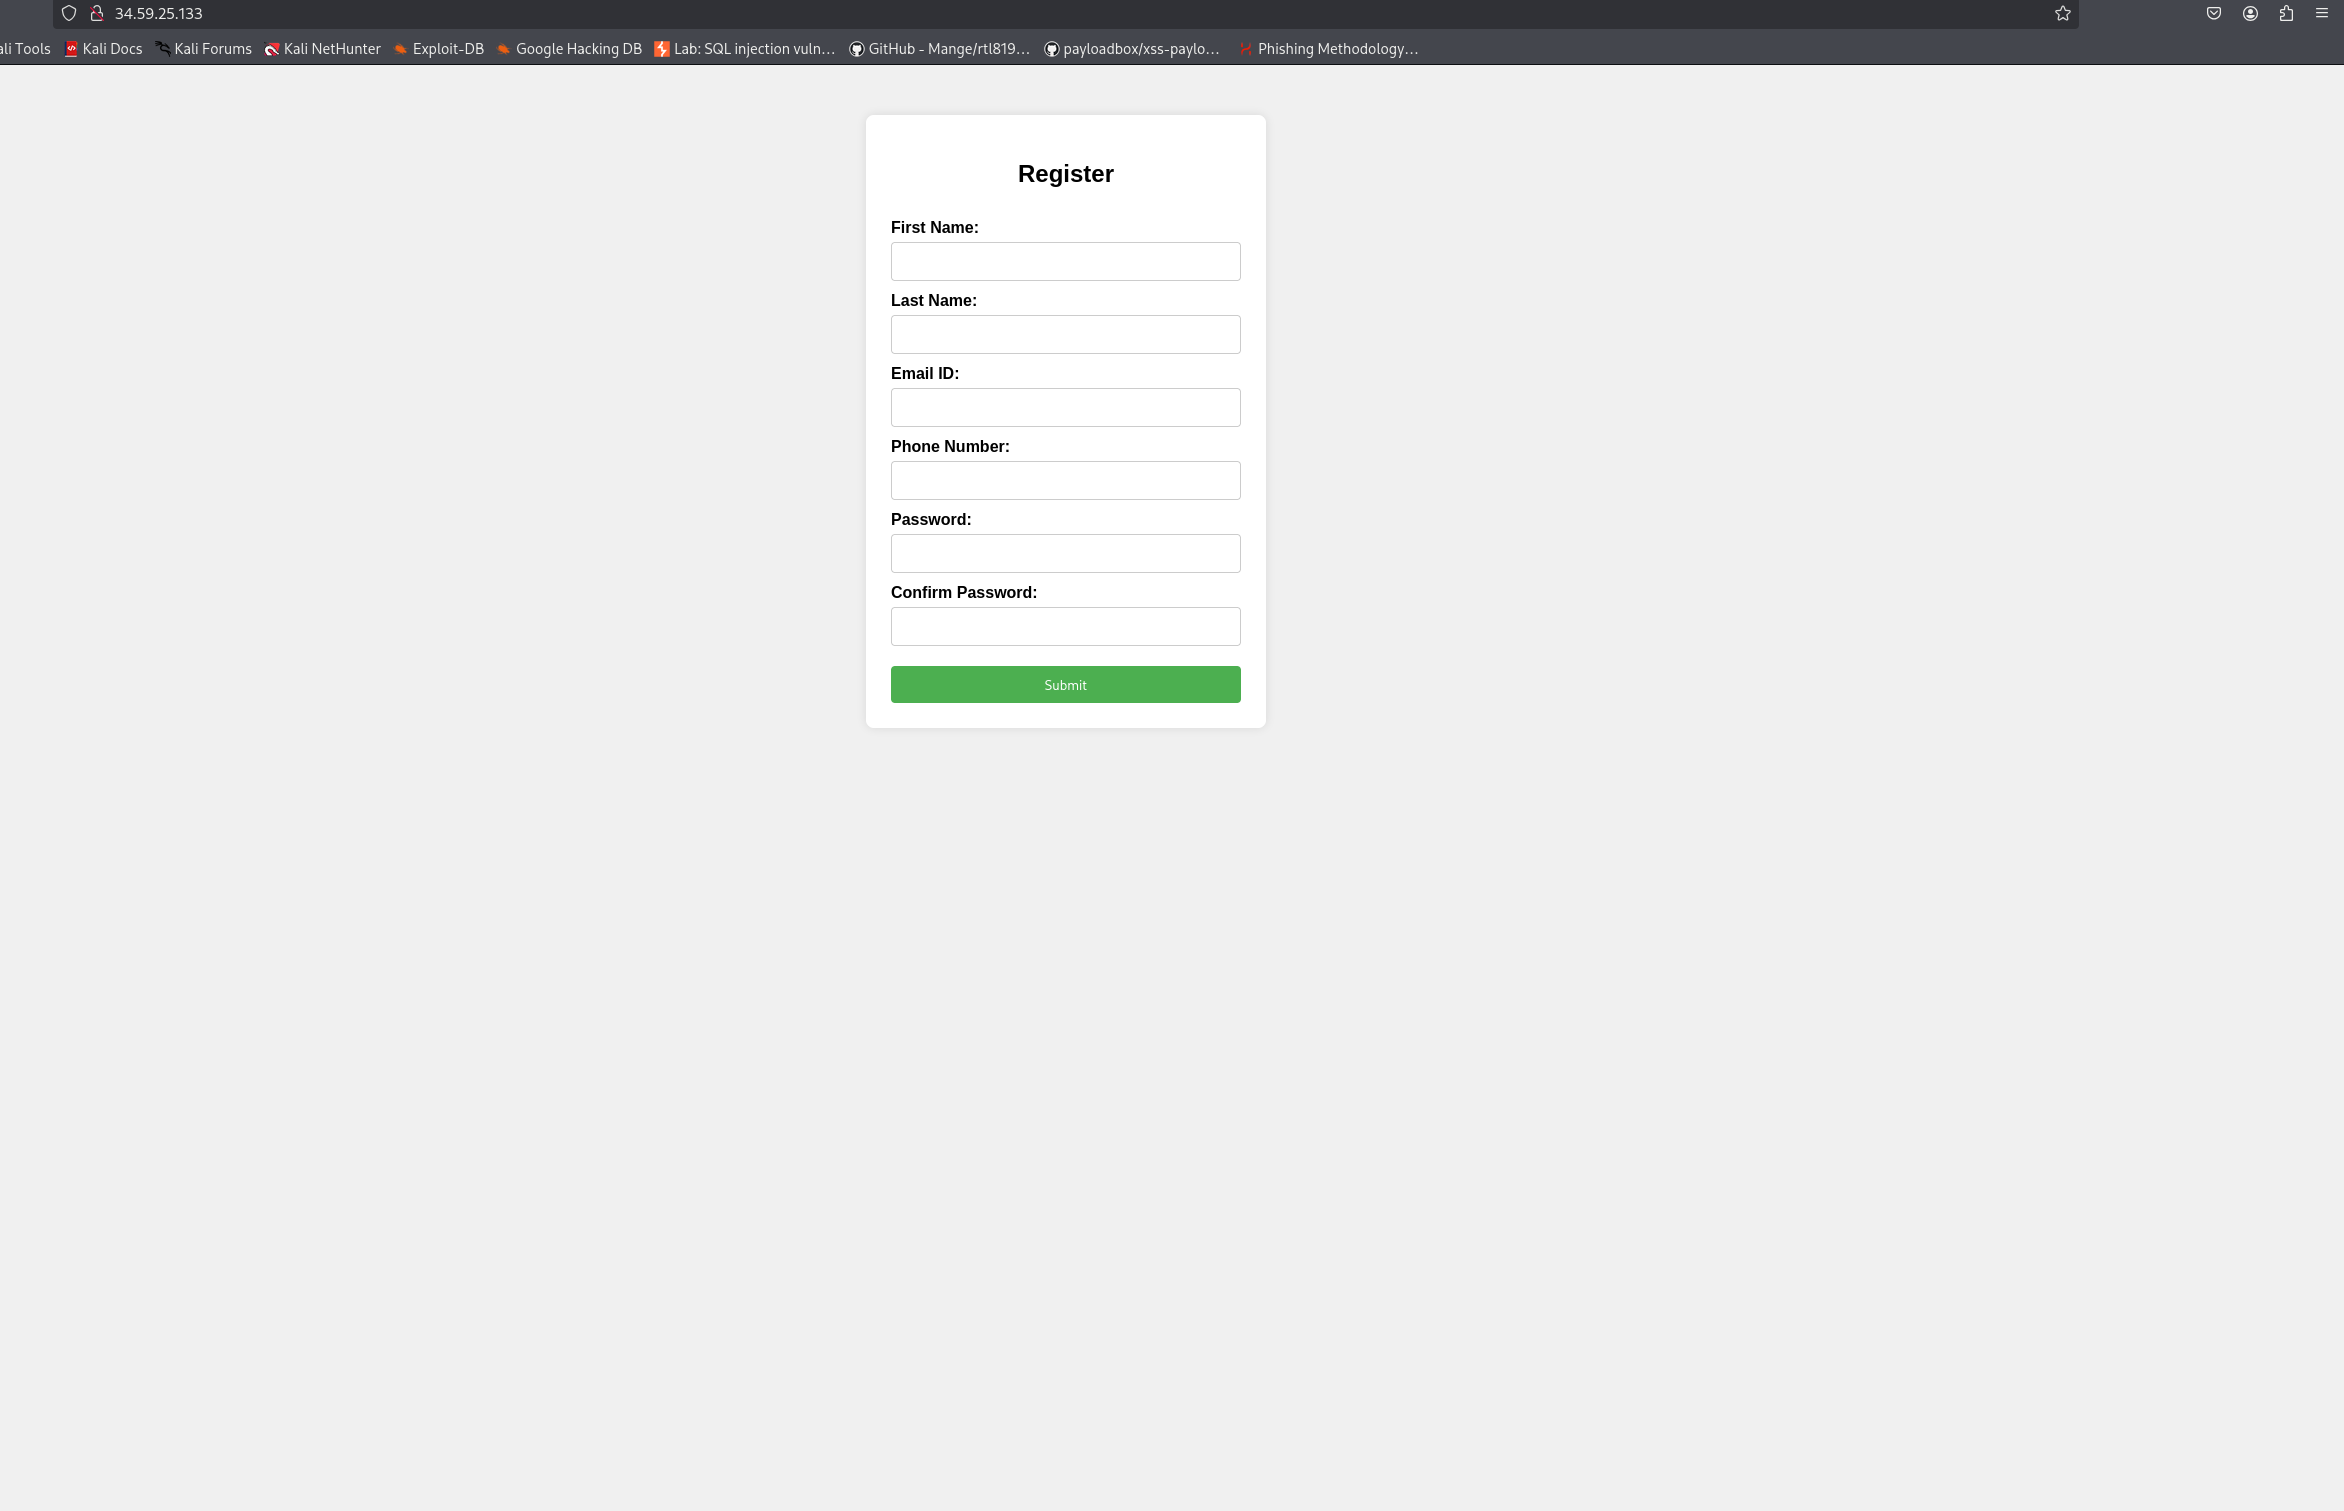 34.59.25.133
ali Tools Kali Docs Kali Forums Kali NetHunter Exploit-DB Google Hacking DB Lab: SQL injection vuln… GitHub - Mange/rtl819… payloadbox/xss-paylo… Phishing Methodology…
Register
First Name:
Last Name:
Email ID:
Phone Number:
Password:
Confirm Password:
Submit